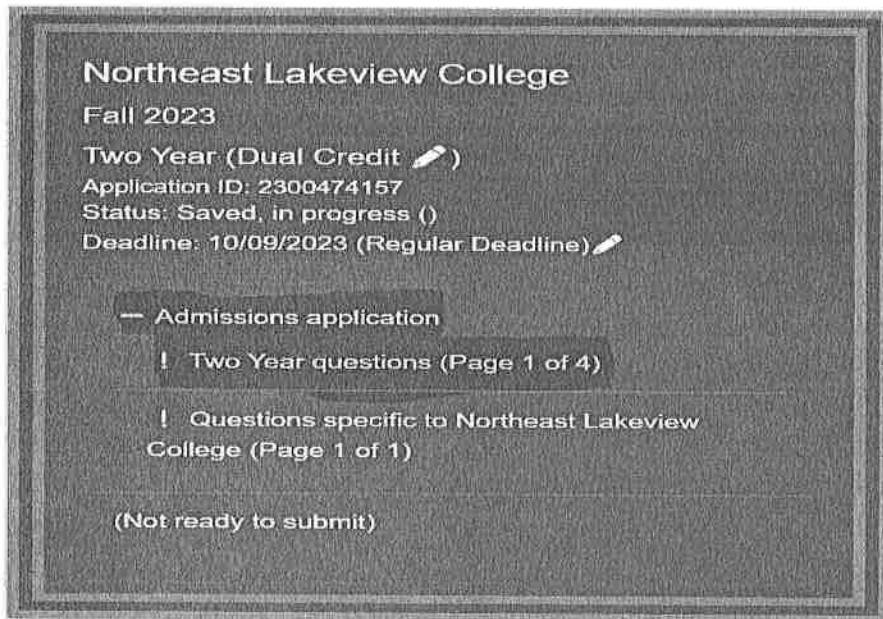 Northeast Lakeview College
Fall 2023
Two Year (Dual Credit )
Application ID: 2300474157
Status: Saved, in progress ()
Deadline: 10/09/2023 (Regular Deadline)
— Admissions application
! Two Year questions (Page 1 of 4)
! Questions specific to Northeast Lakeview
College (Page 1 of 1)
(Not ready to submit)